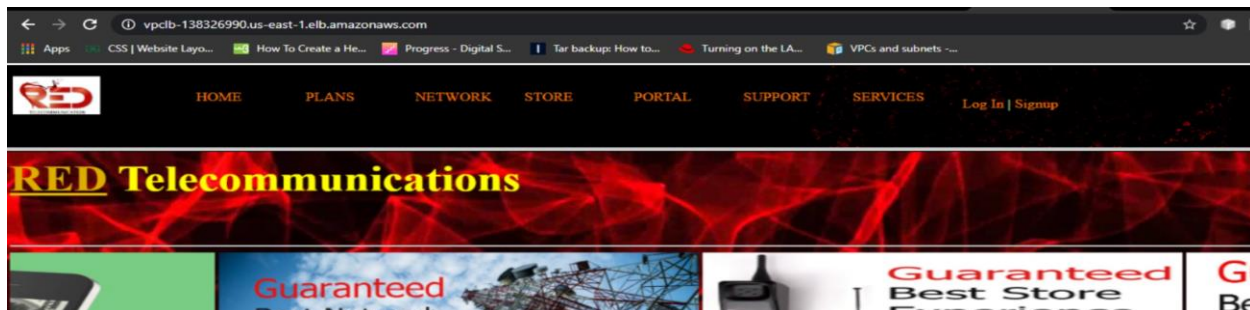 vpclb-138326990.us-east-1.elb.amazonaws.com
Apps CSS | Website Layo... How To Create a He... Progress - Digital S... Tar backup: How to... Turning on the LA... VPCs and subnets -...
RED
HOME PLANS NETWORK STORE PORTAL SUPPORT SERVICES Log In | Signup
RED Telecommunications
Guaranteed
Guaranteed
Best Store
G
Be